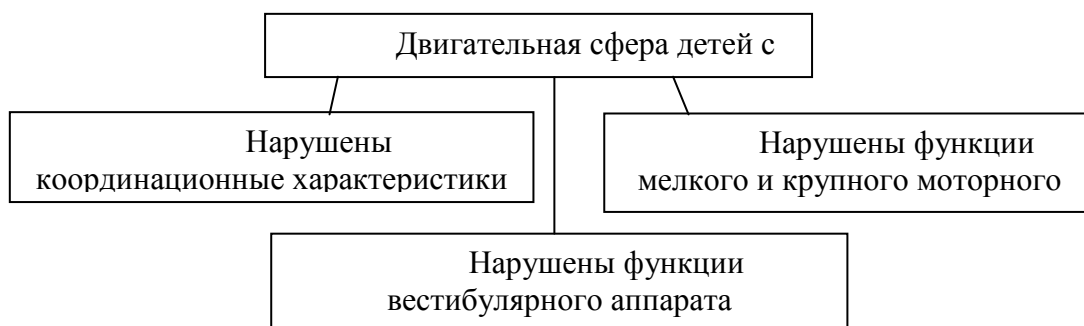 Двигательная сфера детей с
Нарушены
координационные характеристики
Нарушены функции
мелкого и крупного моторного
Нарушены функции
вестибулярного аппарата